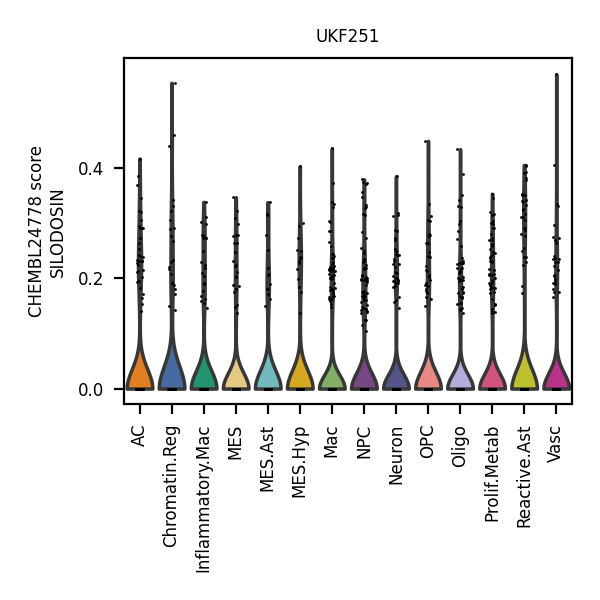 UKF251
CHEMBL24778 score
SILODOSIN
0.4
0.2
0.0
AC
Chromatin.Reg
Inflammatory.Mac
MES
MES.Ast
MES.Hyp
Mac
NPC
Neuron
OPC
Oligo
Prolif.Metab
Reactive.Ast
Vasc